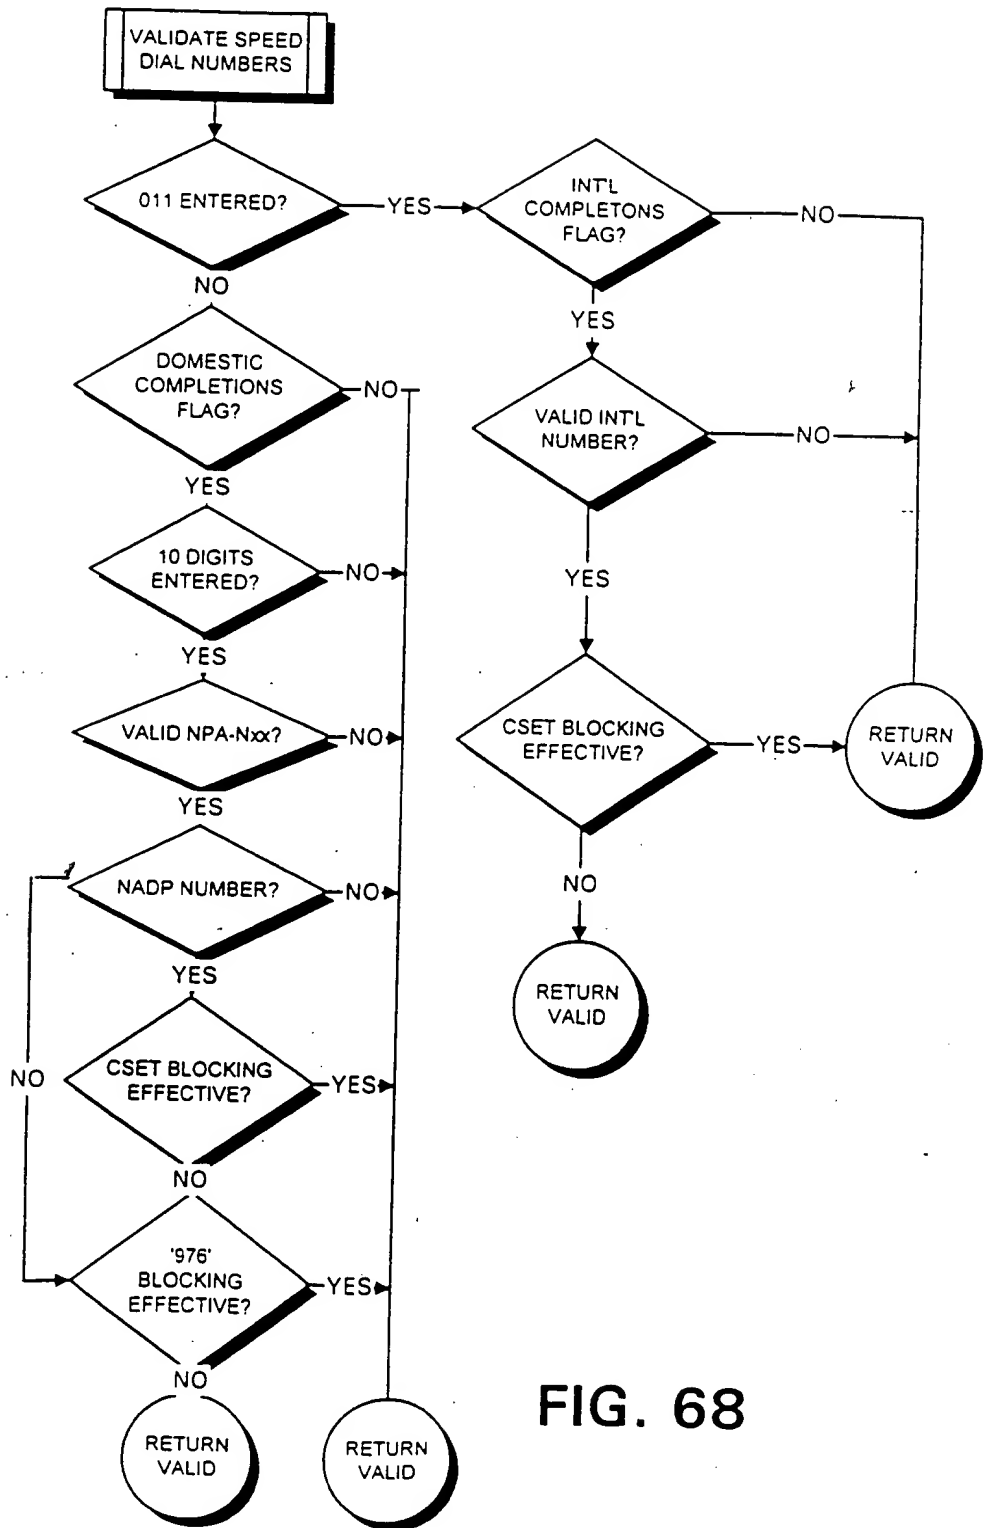 VALIDATE SPEED
DIAL NUMBERS
011 ENTERED?
YES
INT'L
COMPLETONS
FLAG?
NO
NO
YES
DOMESTIC
COMPLETIONS
FLAG?
NO
VALID INT'L
NUMBER?
NO
YES
10 DIGITS
ENTERED?
NO
YES
YES
VALID NPA-Nxx?
NO
CSET BLOCKING
EFFECTIVE?
YES
RETURN
VALID
YES
NADP NUMBER?
NO
NO
YES
RETURN
VALID
NO
CSET BLOCKING
EFFECTIVE?
YES
NO
'976'
BLOCKING
EFFECTIVE?
YES
NO
RETURN
VALID
RETURN
VALID
FIG. 68